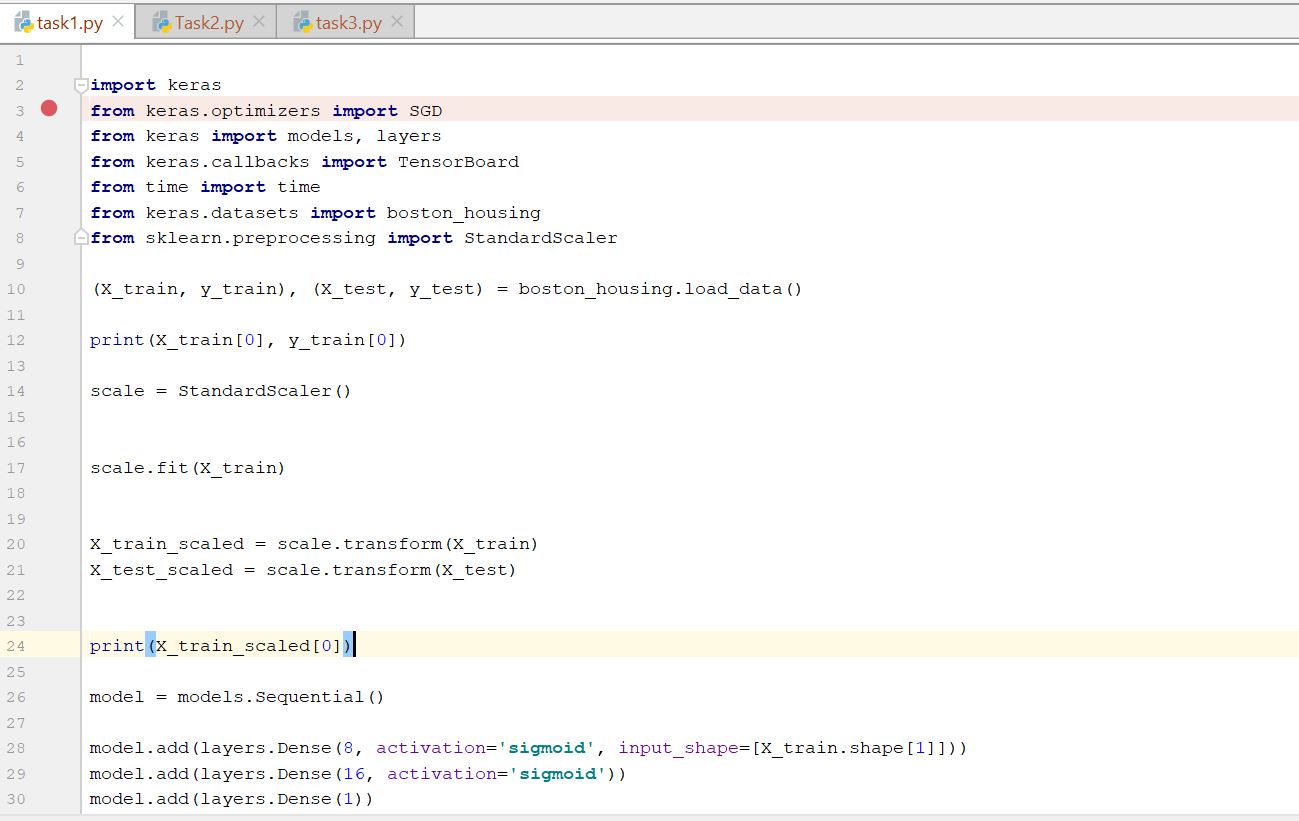 task1.py Task2.py task3.py
1
2 import keras
3 from keras.optimizers import SGD
4 from keras import models, layers
5 from keras.callbacks import TensorBoard
6 from time import time
7 from keras.datasets import boston_housing
8 from sklearn.preprocessing import StandardScaler
9
10 (X_train, y_train), (X_test, y_test) = boston_housing.load_data()
11
12 print(X_train[0], y_train[0])
13
14 scale = StandardScaler()
15
16
17 scale.fit(X_train)
18
19
20 X_train_scaled = scale.transform(X_train)
21 X_test_scaled = scale.transform(X_test)
22
23
24 print(X_train_scaled[0])
25
26 model = models.Sequential()
27
28 model.add(layers.Dense(8, activation='sigmoid', input_shape=[X_train.shape[1]]))
29 model.add(layers.Dense(16, activation='sigmoid'))
30 model.add(layers.Dense(1))